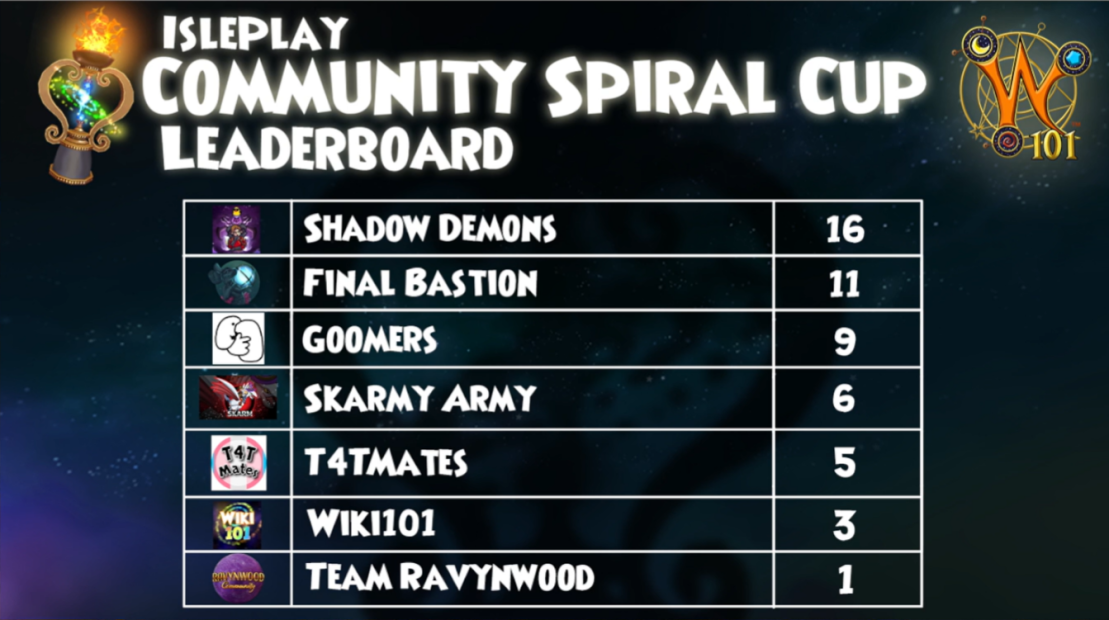 Isleplay
Community Spiral Cup
Leaderboard
W
101
Shadow Demons 16
Final Bastion 11
Goomers 9
SKARM
Skarmy Army 6
T4T
Mates
T4TMates 5
WIKI
101
Wiki101 3
RAVYNWOOD
Community
Team Ravynwood 1